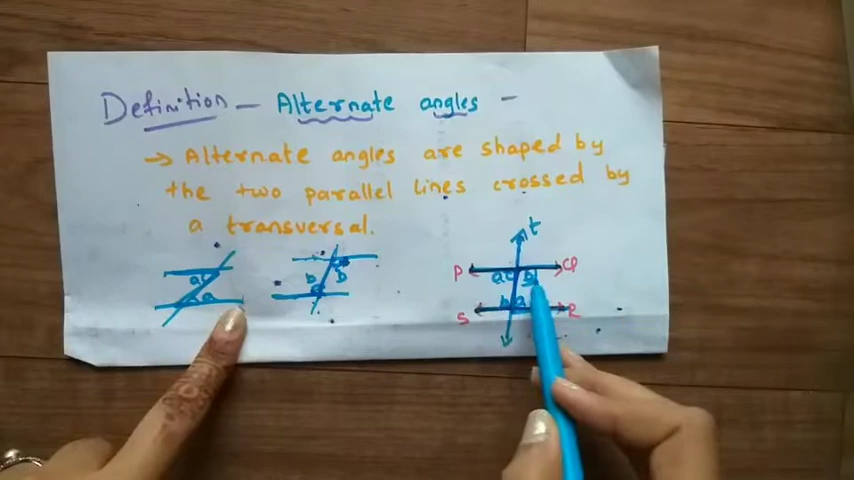 Definition - Alternate angles -
→ Alternate angles are shaped by
the two parallel lines crossed by
a transversal.
t
P Q
a b
b a
S R
a
a
b
b